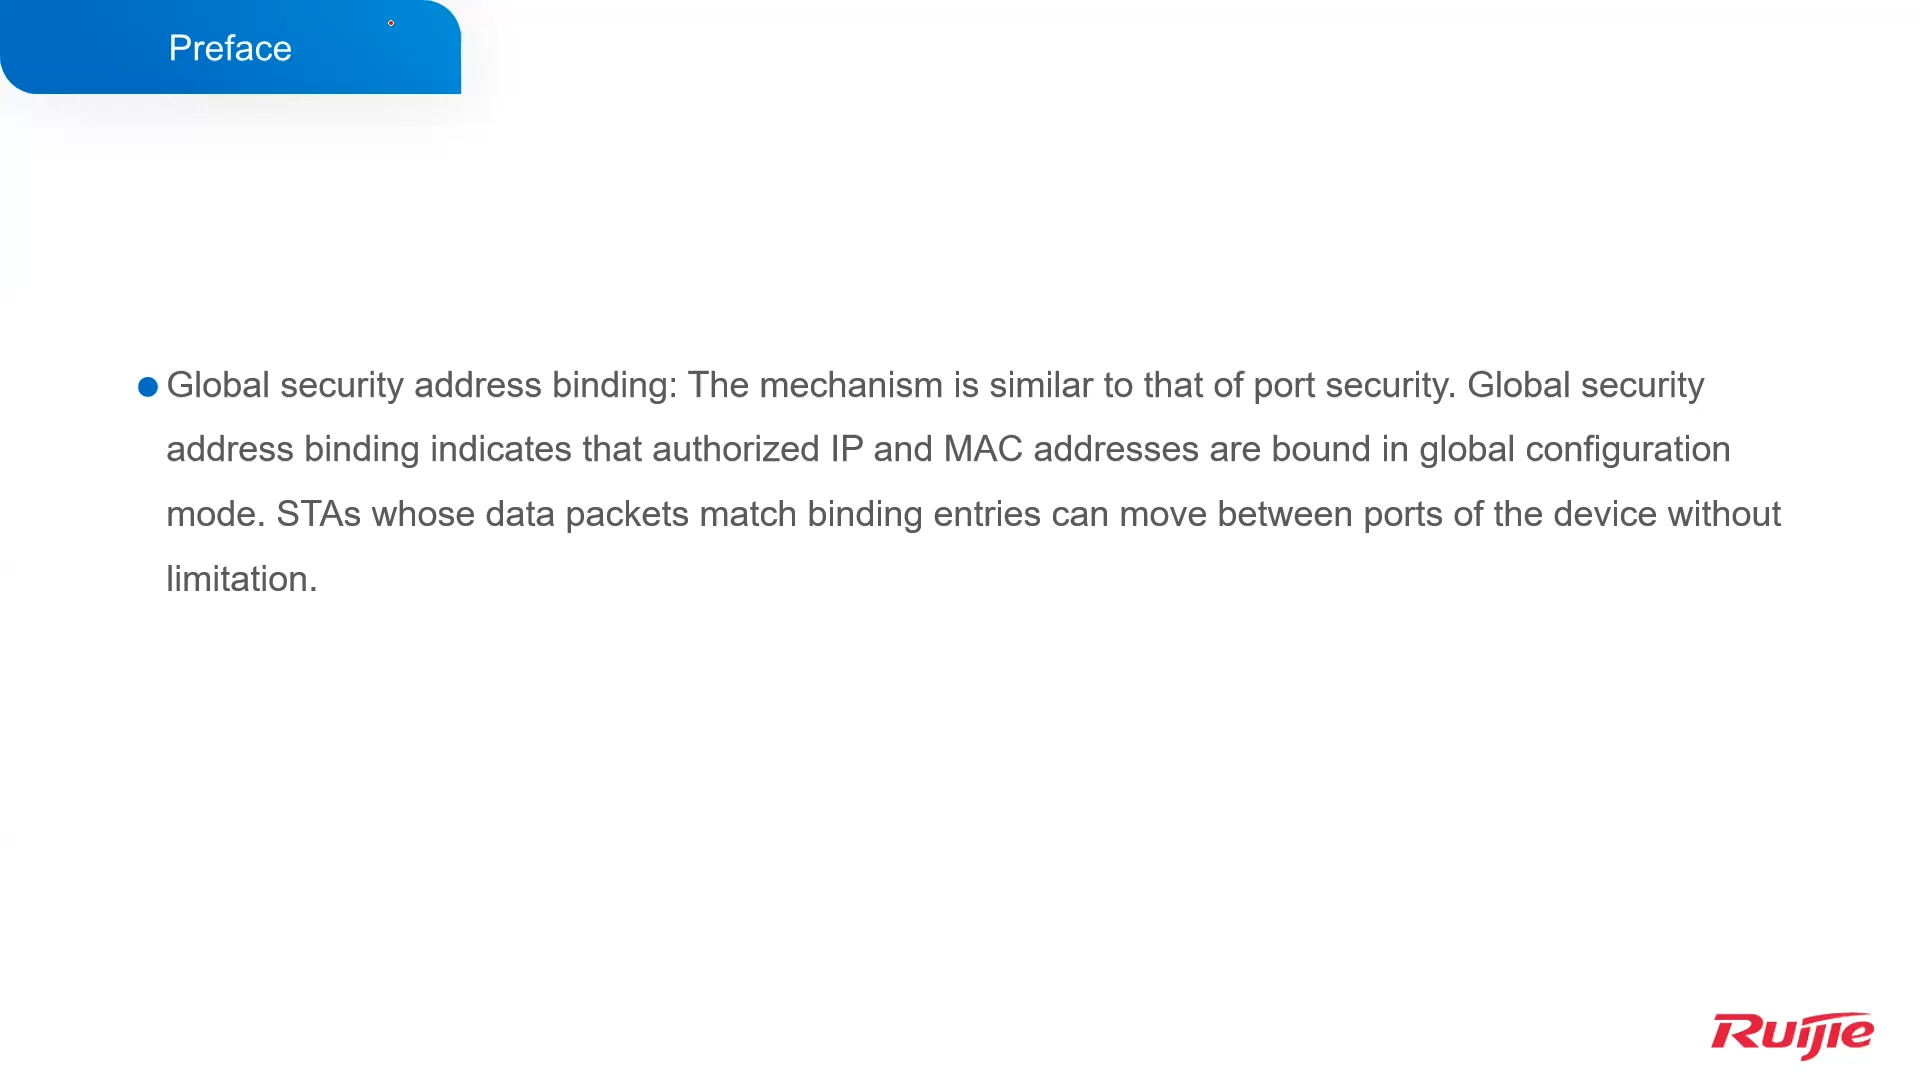 Preface
Global security address binding: The mechanism is similar to that of port security. Global security
address binding indicates that authorized IP and MAC addresses are bound in global configuration
mode. STAs whose data packets match binding entries can move between ports of the device without
limitation.
Ruijie